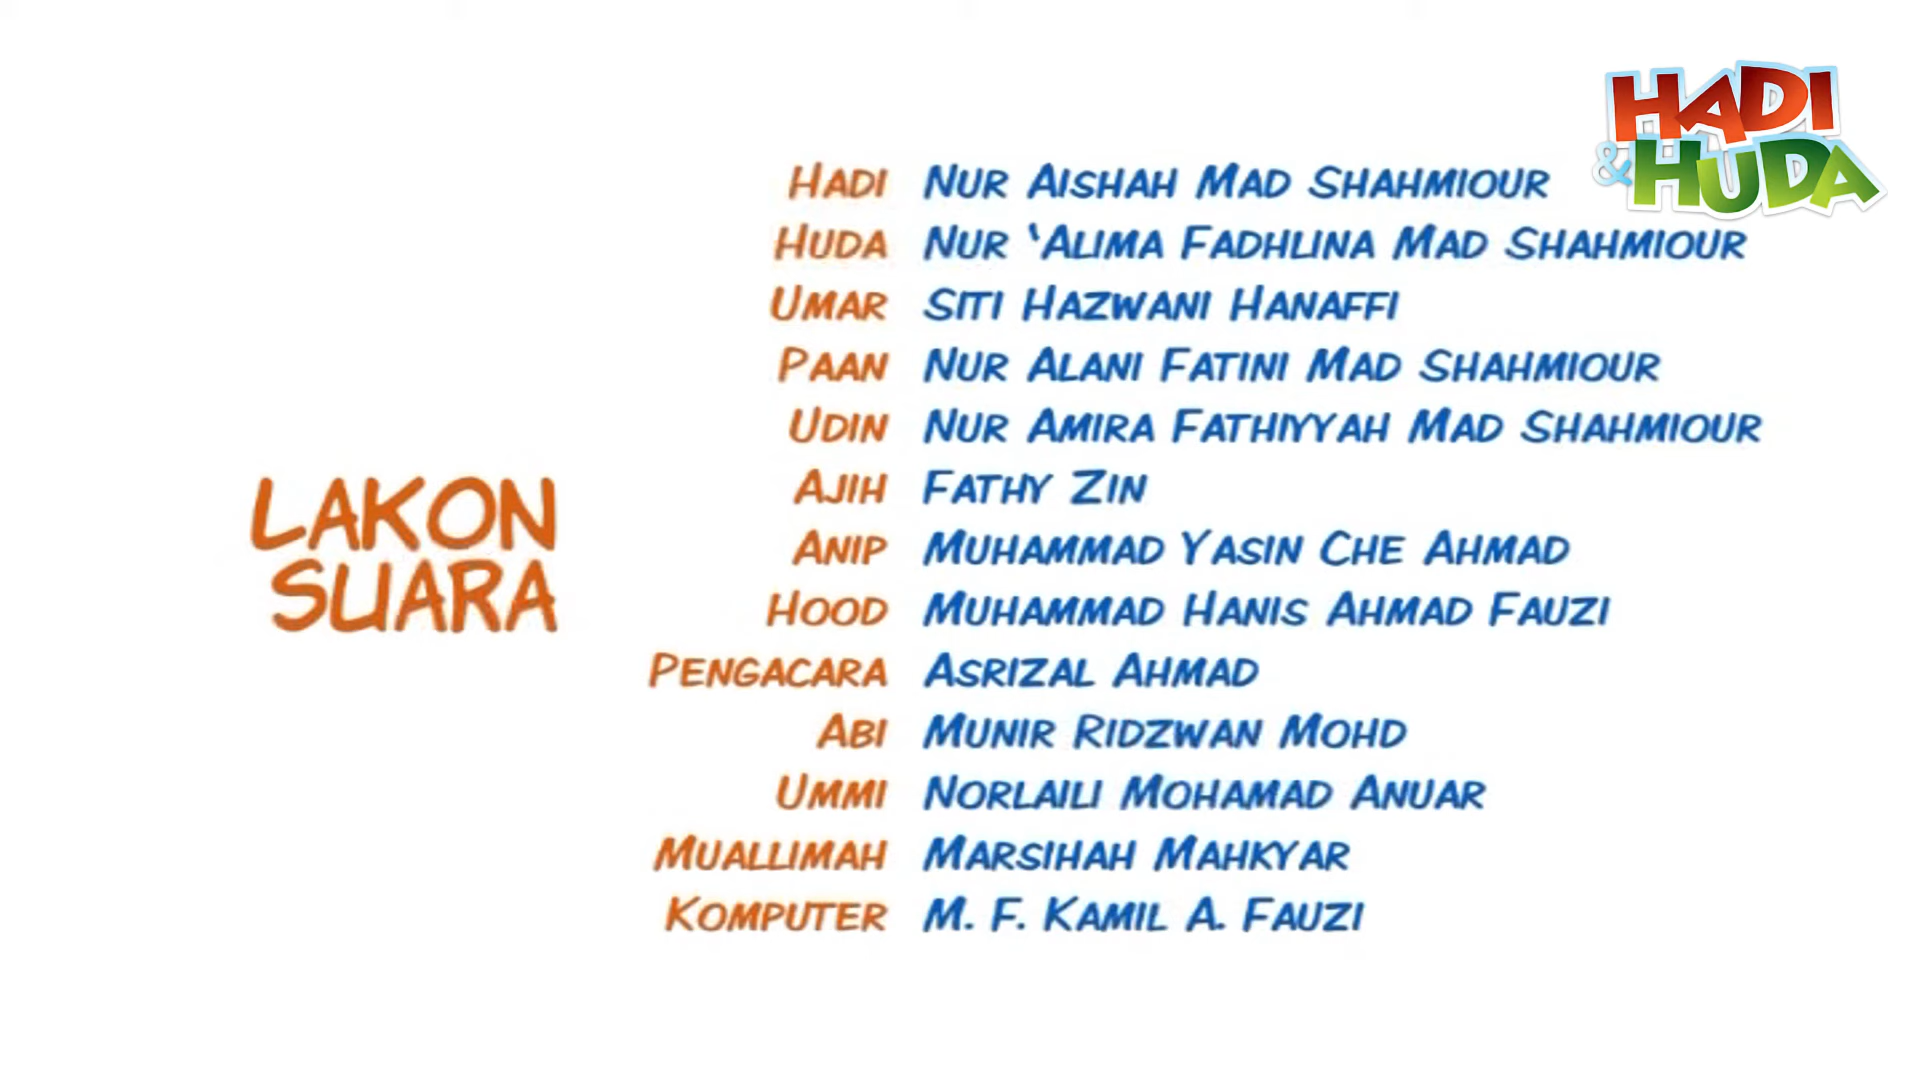 HADI
& HUDA
HADI NUR AISHAH MAD SHAHMIOUR
HUDA NUR ‘ALIMA FADHLINA MAD SHAHMIOUR
UMAR SITI HAZWANI HANAFFI
PAAN NUR ALANI FATINI MAD SHAHMIOUR
UDIN NUR AMIRA FATHIYYAH MAD SHAHMIOUR
AJIH FATHY ZIN
ANIP MUHAMMAD YASIN CHE AHMAD
HOOD MUHAMMAD HANIS AHMAD FAUZI
PENGACARA ASRIZAL AHMAD
ABI MUNIR RIDZWAN MOHD
UMMI NORLAILI MOHAMAD ANUAR
MUALLIMAH MARSIHAH MAHKYAR
KOMPUTER M. F. KAMIL A. FAUZI
LAKON
SUARA